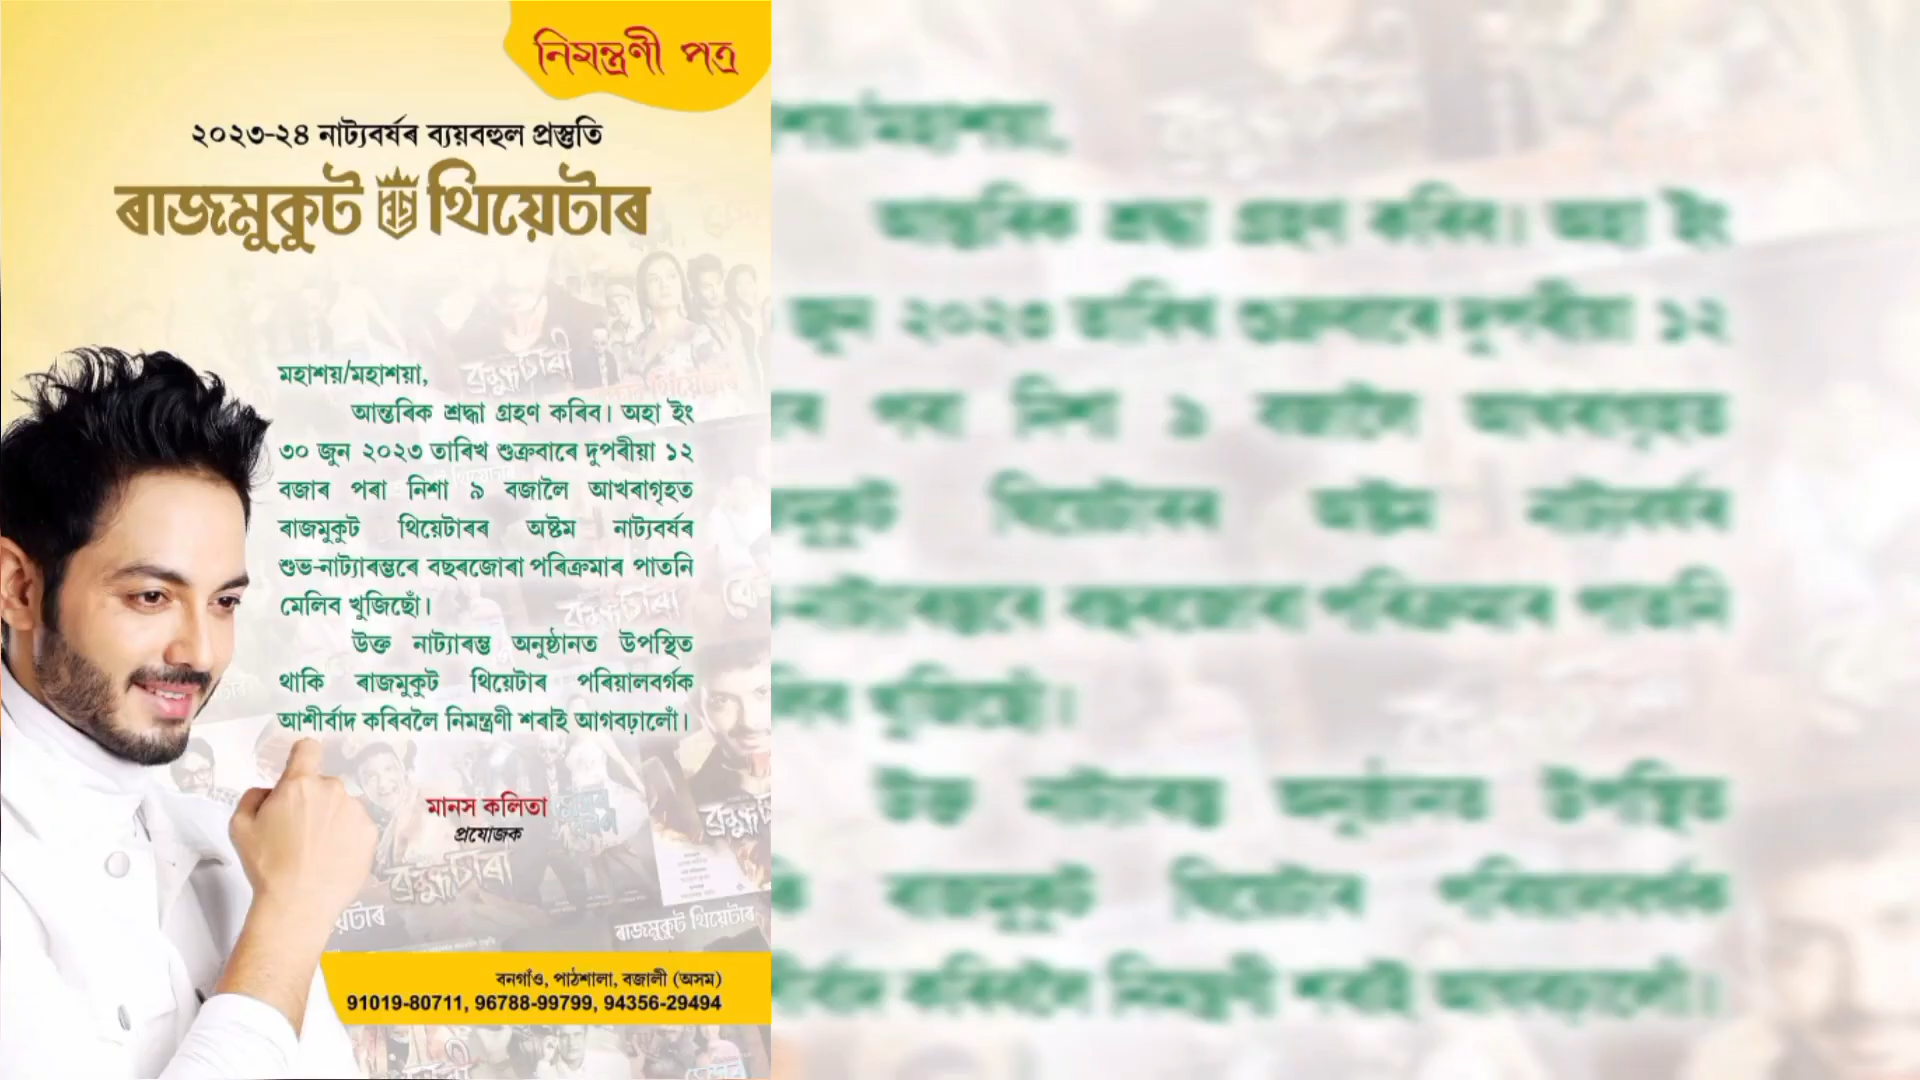 নিমন্ত্ৰণী পত্ৰ
২০২৩-২৪ নাট্যবৰ্ষৰ ব্যয়বহুল প্ৰস্তুতি
ৰাজমুকুট থিয়েটাৰ
মহাশয়/মহাশয়া,
আন্তৰিক শ্ৰদ্ধা গ্ৰহণ কৰিব। অহা ইং
৩০ জুন ২০২৩ তাৰিখ শুক্ৰবাৰে দুপৰীয়া ১২
বজাৰ পৰা নিশা ৯ বজালৈ আখৰাগৃহত
ৰাজমুকুট থিয়েটাৰৰ অষ্টম নাট্যবৰ্ষৰ
শুভ-নাট্যাৰম্ভৰে বছৰজোৰা পৰিক্ৰমাৰ পাতনি
মেলিব খুজিছোঁ।
উক্ত নাট্যাৰম্ভ অনুষ্ঠানত উপস্থিত
থাকি ৰাজমুকুট থিয়েটাৰ পৰিয়ালবৰ্গক
আশীৰ্বাদ কৰিবলৈ নিমন্ত্ৰণী শৰাই আগবঢ়ালোঁ।
মানস কলিতা
প্ৰযোজক
বনগাঁও, পাঠশালা, বজালী (অসম)
91019-80711, 96788-99799, 94356-29494